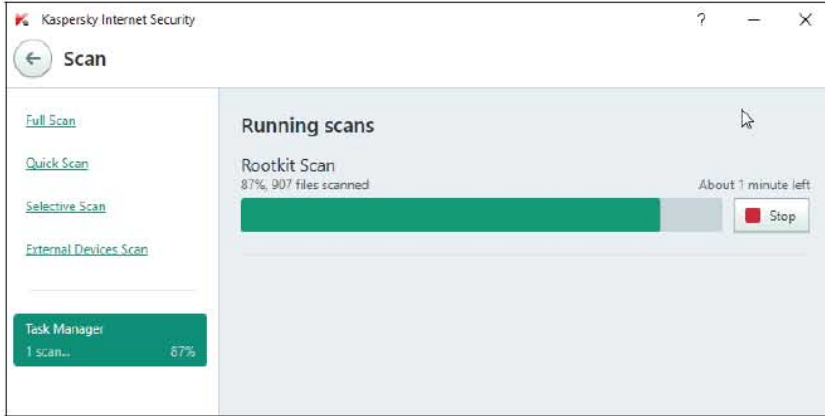 Kaspersky Internet Security
Scan
Full Scan
Quick Scan
Selective Scan
External Devices Scan
Task Manager
1 scan... 87%
Running scans
Rootkit Scan
87%, 907 files scanned About 1 minute left
Stop